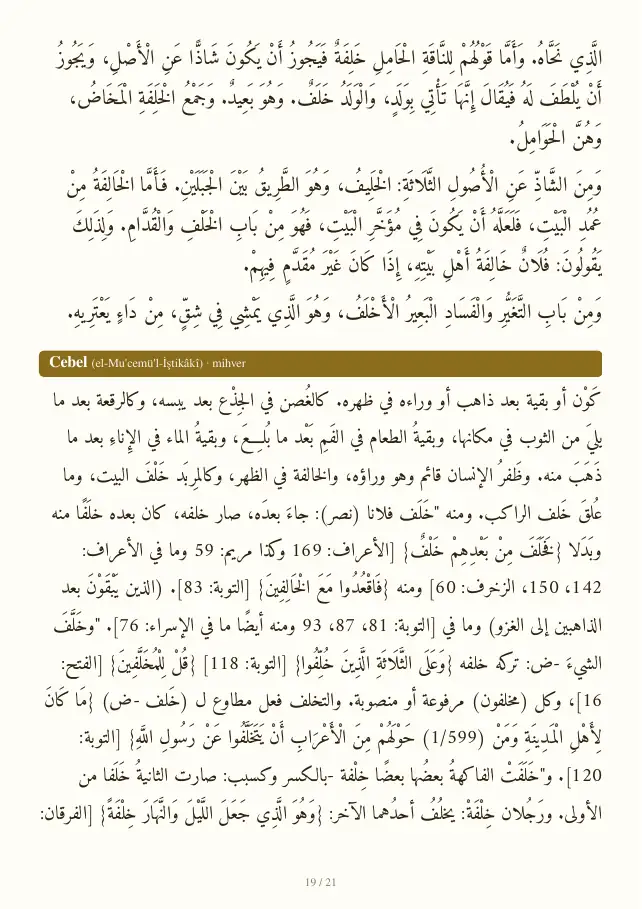 الَّذِي نَحَّاهُ. وَأَمَّا قَوْلُهُمْ لِلنَّاقَةِ الْحَامِلِ خَلِفَةٌ فَيَجُوزُ أَنْ يَكُونَ شَاذًّا عَنِ الْأَصْلِ، وَيَجُوزُ
أَنْ يُلْطَفَ لَهُ فَيُقَالَ إِنَّهَا تَأْتِي بِوَلَدٍ، وَالْوَلَدُ خَلَفٌ. وَهُوَ بَعِيدٌ. وَجَمْعُ الْخَلِفَةِ الْمَخَاضُ،
وَهُنَّ الْحَوَامِلُ.
وَمِنَ الشَّاذِّ عَنِ الْأُصُولِ الثَّلَاثَةِ: الْخَلِيفُ، وَهُوَ الطَّرِيقُ بَيْنَ الْجَبَلَيْنِ. فَأَمَّا الْخَالِفَةُ مِنْ
عُمُدِ الْبَيْتِ، فَلَعَلَّهُ أَنْ يَكُونَ فِي مُؤَخَّرِ الْبَيْتِ، فَهُوَ مِنْ بَابِ الْخَلْفِ وَالْقُدَّامِ. وَلِذَلِكَ
يَقُولُونَ: فُلَانٌ خَالِفَةُ أَهْلِ بَيْتِهِ، إِذَا كَانَ غَيْرَ مُقَدَّمٍ فِيهِمْ.
وَمِنْ بَابِ التَّغَيُّرِ وَالْفَسَادِ الْبَعِيرُ الْأَخْلَفُ، وَهُوَ الَّذِي يَمْشِي فِي شِقٍّ، مِنْ دَاءٍ يَعْتَرِيهِ.
Cebel (el-Mu'cemü'l-İştikâkî) · mihver
كَوْن أو بقية بعد ذاهب أو وراءه في ظهره. كالغُصن في الجِذْع بعد يبسه، وكالرقعة بعد ما
يليَ من الثوب في مكانها، وبقيةُ الطعام في الفَمِ بَعْد ما بُلِعَ، وبقيةُ الماء في الإناءِ بعد ما
ذَهَبَ منه. وظَفرُ الإنسان قائم وهو وراؤه، والخالفة في الظهر، وكالمِربَد خَلْفَ البيت، وما
عُلقَ خَلف الراكب. ومنه "خَلَف فلانا (نصر): جاءَ بعدَه، صار خلفه، كان بعده خلَفًا منه
وبَدَلا {فَخَلَفَ مِنْ بَعْدِهِمْ خَلْفٌ} [الأعراف: 169 وكذا مريم: 59 وما في الأعراف:
142، 150، الزخرف: 60] ومنه {فَاقْعُدُوا مَعَ الْخَالِفِينَ} [التوبة: 83]. (الذين يَبْقَوْنَ بعد
الذاهبين إلى الغزو) وما في [التوبة: 81، 87، 93 ومنه أيضًا ما في الإسراء: 76]. "وخَلَّفَ
الشيءَ -ض: تركه خلفه {وَعَلَى الثَّلَاثَةِ الَّذِينَ خُلِّفُوا} [التوبة: 118] {قُلْ لِلْمُخَلَّفِينَ} [الفتح:
16]، وكل (مخلفون) مرفوعة أو منصوبة. والتخلف فعل مطاوع ل (خَلف -ض) {مَا كَانَ
لِأَهْلِ الْمَدِينَةِ وَمَنْ (1/599) حَوْلَهُمْ مِنَ الْأَعْرَابِ أَنْ يَتَخَلَّفُوا عَنْ رَسُولِ اللَّهِ} [التوبة:
120]. و"خَلَفَتْ الفاكهةُ بعضُها بعضًا خِلْفة -بالكسر وكسبب: صارت الثانيةُ خَلَفا من
الأولى. ورَجُلان خِلْفَةْ: يخلُفُ أحدُهما الآخر: {وَهُوَ الَّذِي جَعَلَ اللَّيْلَ وَالنَّهَارَ خِلْفَةً} [الفرقان:
19 / 21